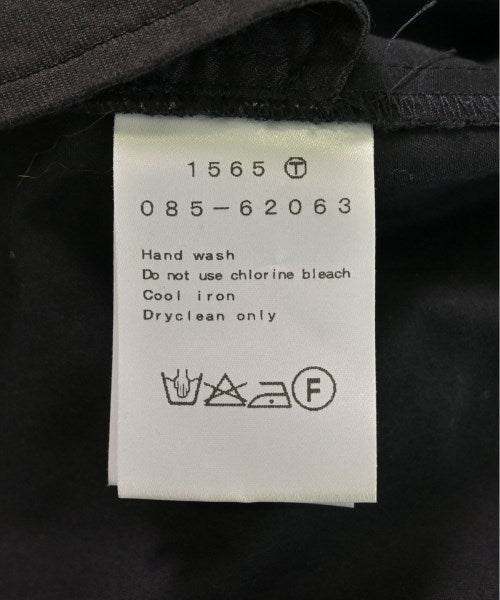 1565 Ⓣ
085-62063
Hand wash
Do not use chlorine bleach
Cool iron
Dryclean only
F